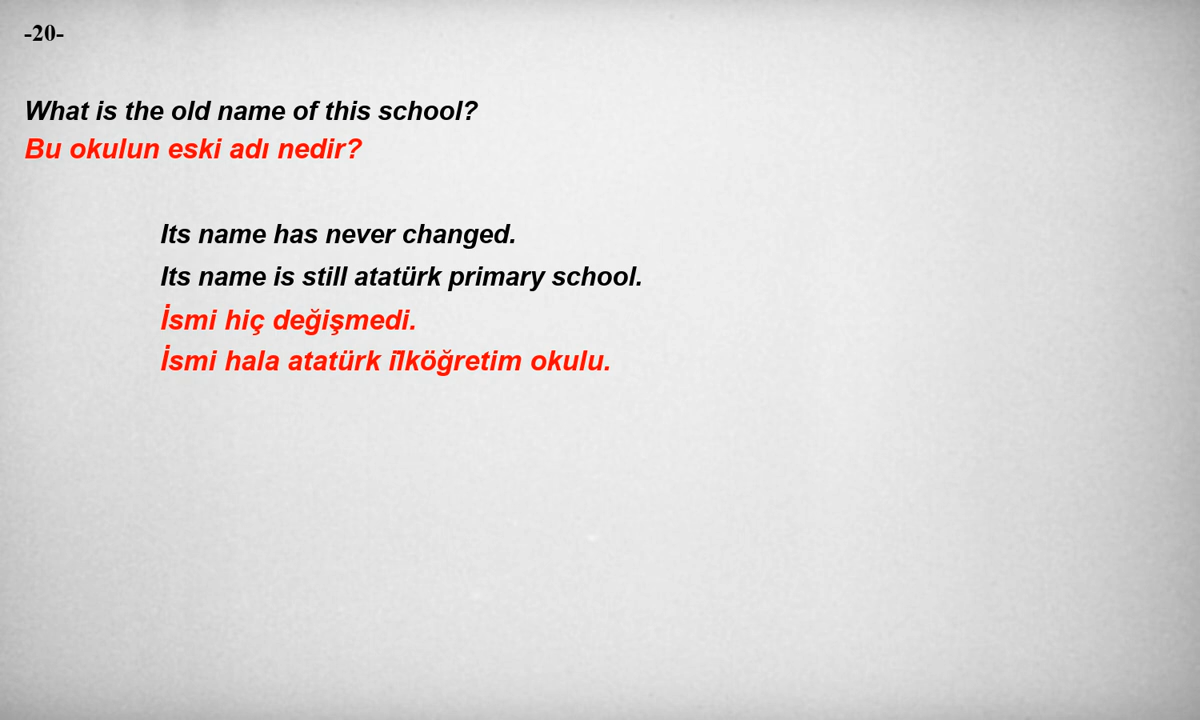 -20-
What is the old name of this school?
Bu okulun eski adı nedir?
Its name has never changed.
Its name is still atatürk primary school.
İsmi hiç değişmedi.
İsmi hala atatürk i̇lköğretim okulu.